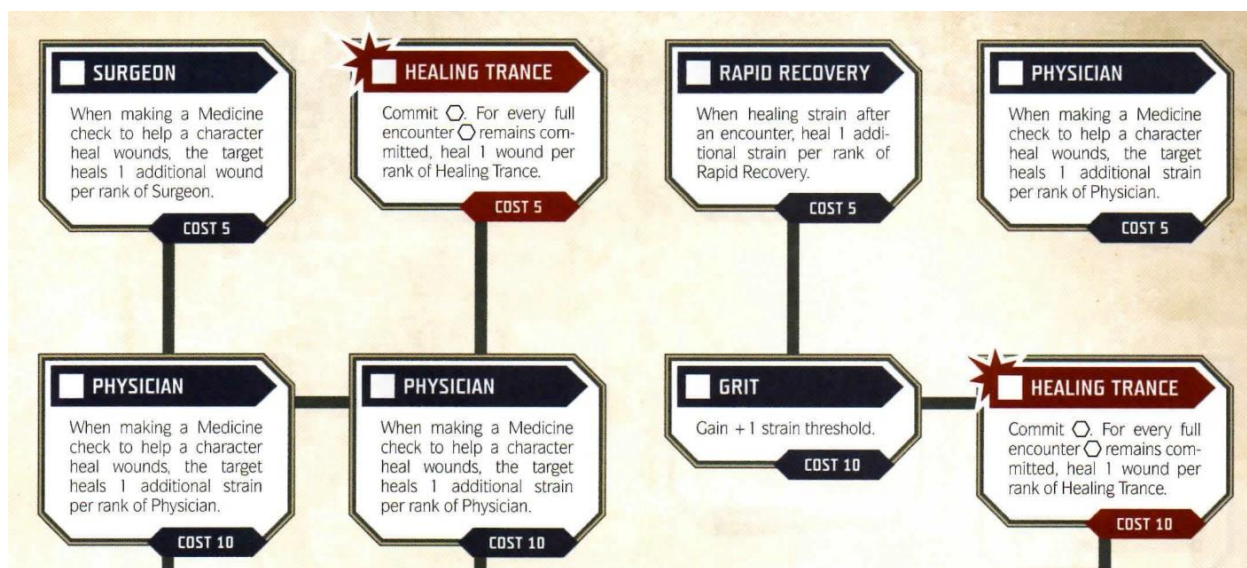 SURGEON
When making a Medicine
check to help a character
heal wounds, the target
heals 1 additional wound
per rank of Surgeon.
COST 5
HEALING TRANCE
Commit ⬡. For every full
encounter ⬡ remains com-
mitted, heal 1 wound per
rank of Healing Trance.
COST 5
RAPID RECOVERY
When healing strain after
an encounter, heal 1 addi-
tional strain per rank of
Rapid Recovery.
COST 5
PHYSICIAN
When making a Medicine
check to help a character
heal wounds, the target
heals 1 additional strain
per rank of Physician.
COST 5
PHYSICIAN
When making a Medicine
check to help a character
heal wounds, the target
heals 1 additional strain
per rank of Physician.
COST 10
PHYSICIAN
When making a Medicine
check to help a character
heal wounds, the target
heals 1 additional strain
per rank of Physician.
COST 10
GRIT
Gain +1 strain threshold.
COST 10
HEALING TRANCE
Commit ⬡. For every full
encounter ⬡ remains com-
mitted, heal 1 wound per
rank of Healing Trance.
COST 10